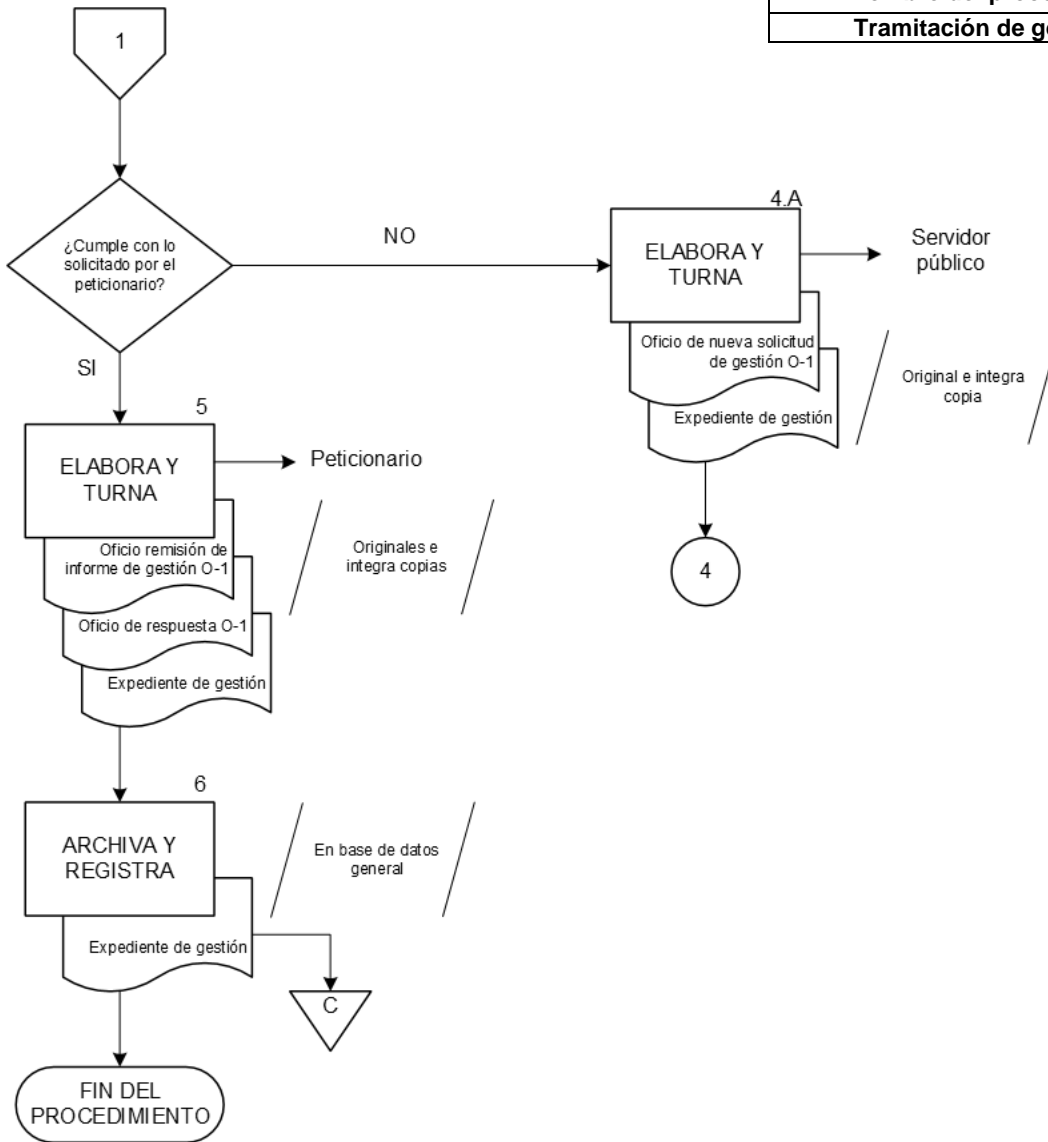 Tramitación de
1
¿Cumple con lo
solicitado por el
peticionario?
NO
4.A
ELABORA Y
TURNA
Servidor
público
Oficio de nueva solicitud
de gestión O-1
Expediente de gestión
Original e integra
copia
4
SI
5
ELABORA Y
TURNA
Peticionario
Oficio remisión de
informe de gestión O-1
Oficio de respuesta O-1
Expediente de gestión
Originales e
integra copias
6
ARCHIVA Y
REGISTRA
En base de datos
general
Expediente de gestión
C
FIN DEL
PROCEDIMIENTO